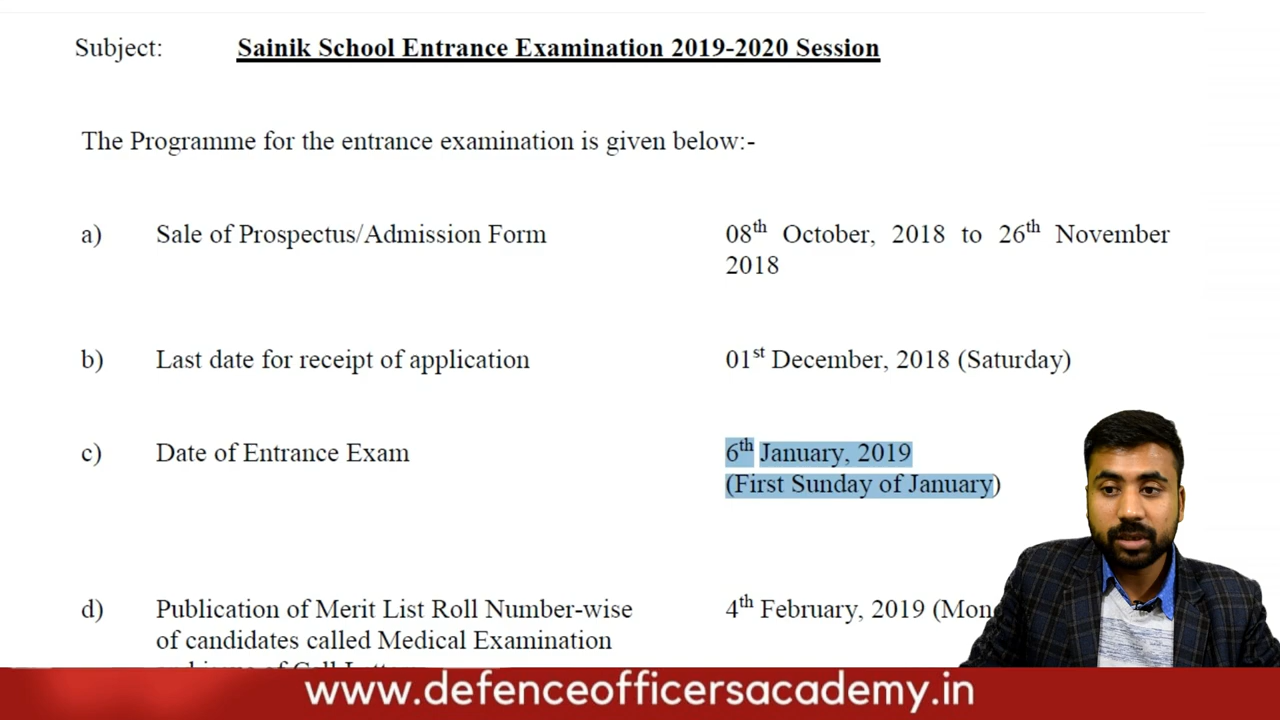 Subject: Sainik School Entrance Examination 2019-2020 Session
The Programme for the entrance examination is given below:-
a) Sale of Prospectus/Admission Form 08th October, 2018 to 26th November
2018
b) Last date for receipt of application 01st December, 2018 (Saturday)
c) Date of Entrance Exam 6th January, 2019
(First Sunday of January)
d) Publication of Merit List Roll Number-wise 4th February, 2019 (Mon
of candidates called Medical Examination
www.defenceofficersacademy.in